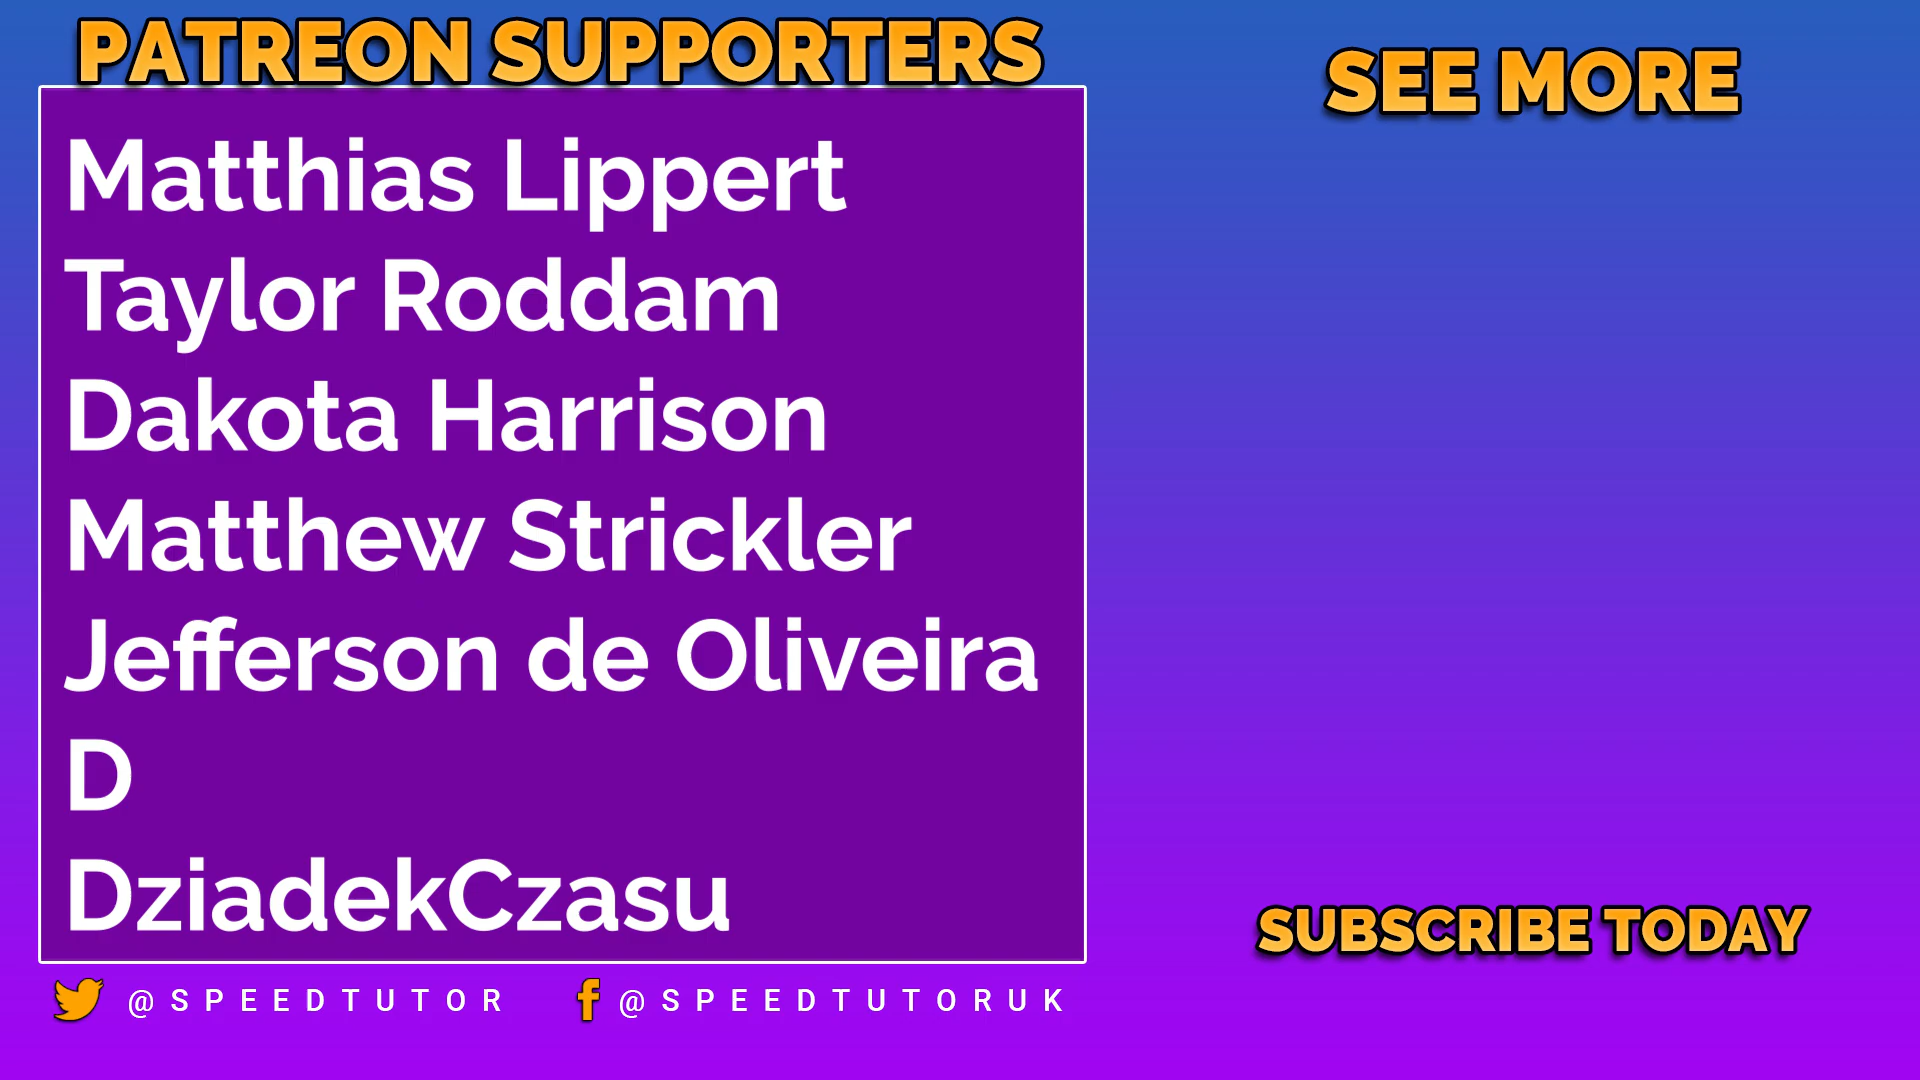 PATREON SUPPORTERS
Matthias Lippert
Taylor Roddam
Dakota Harrison
Matthew Strickler
Jefferson de Oliveira
D
DziadekCzasu
@SPEEDTUTOR
@SPEEDTUTORUK
SEE MORE
SUBSCRIBE TODAY